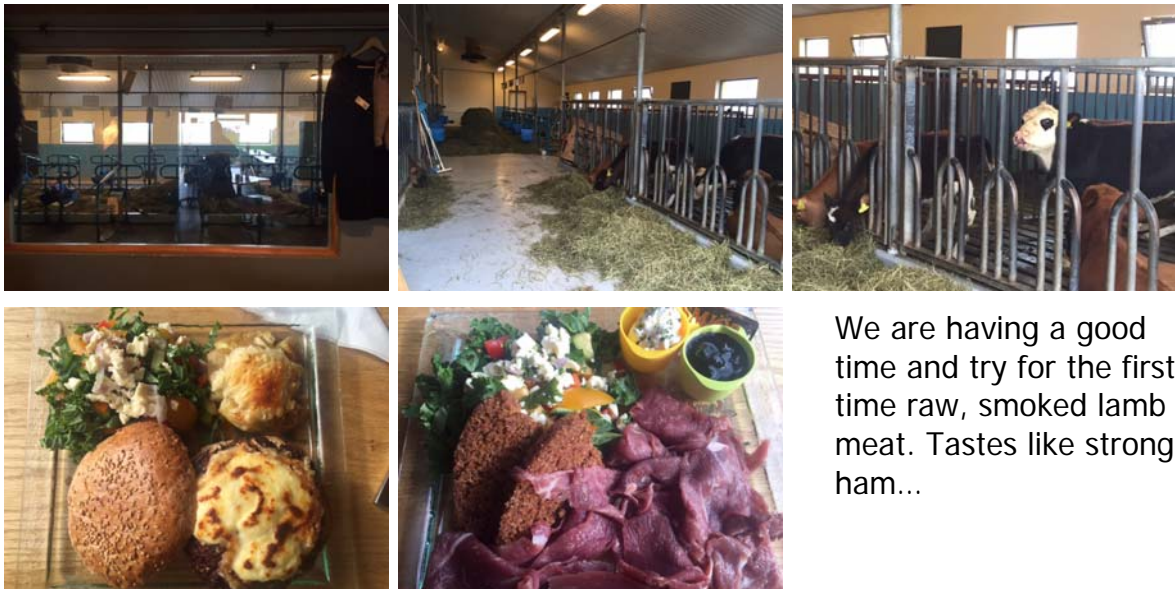 We are having a good
time and try for the first
time raw, smoked lamb
meat. Tastes like strong
ham...